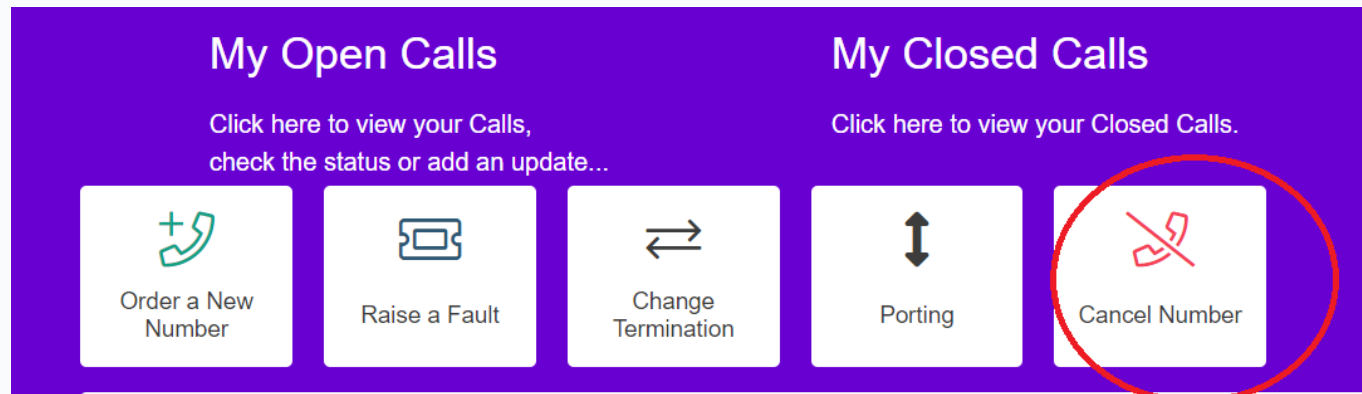 My Open Calls
Click here to view your Calls,
check the status or add an update...
My Closed Calls
Click here to view your Closed Calls.
Order a New
Number
Raise a Fault
Change
Termination
Porting
Cancel Number